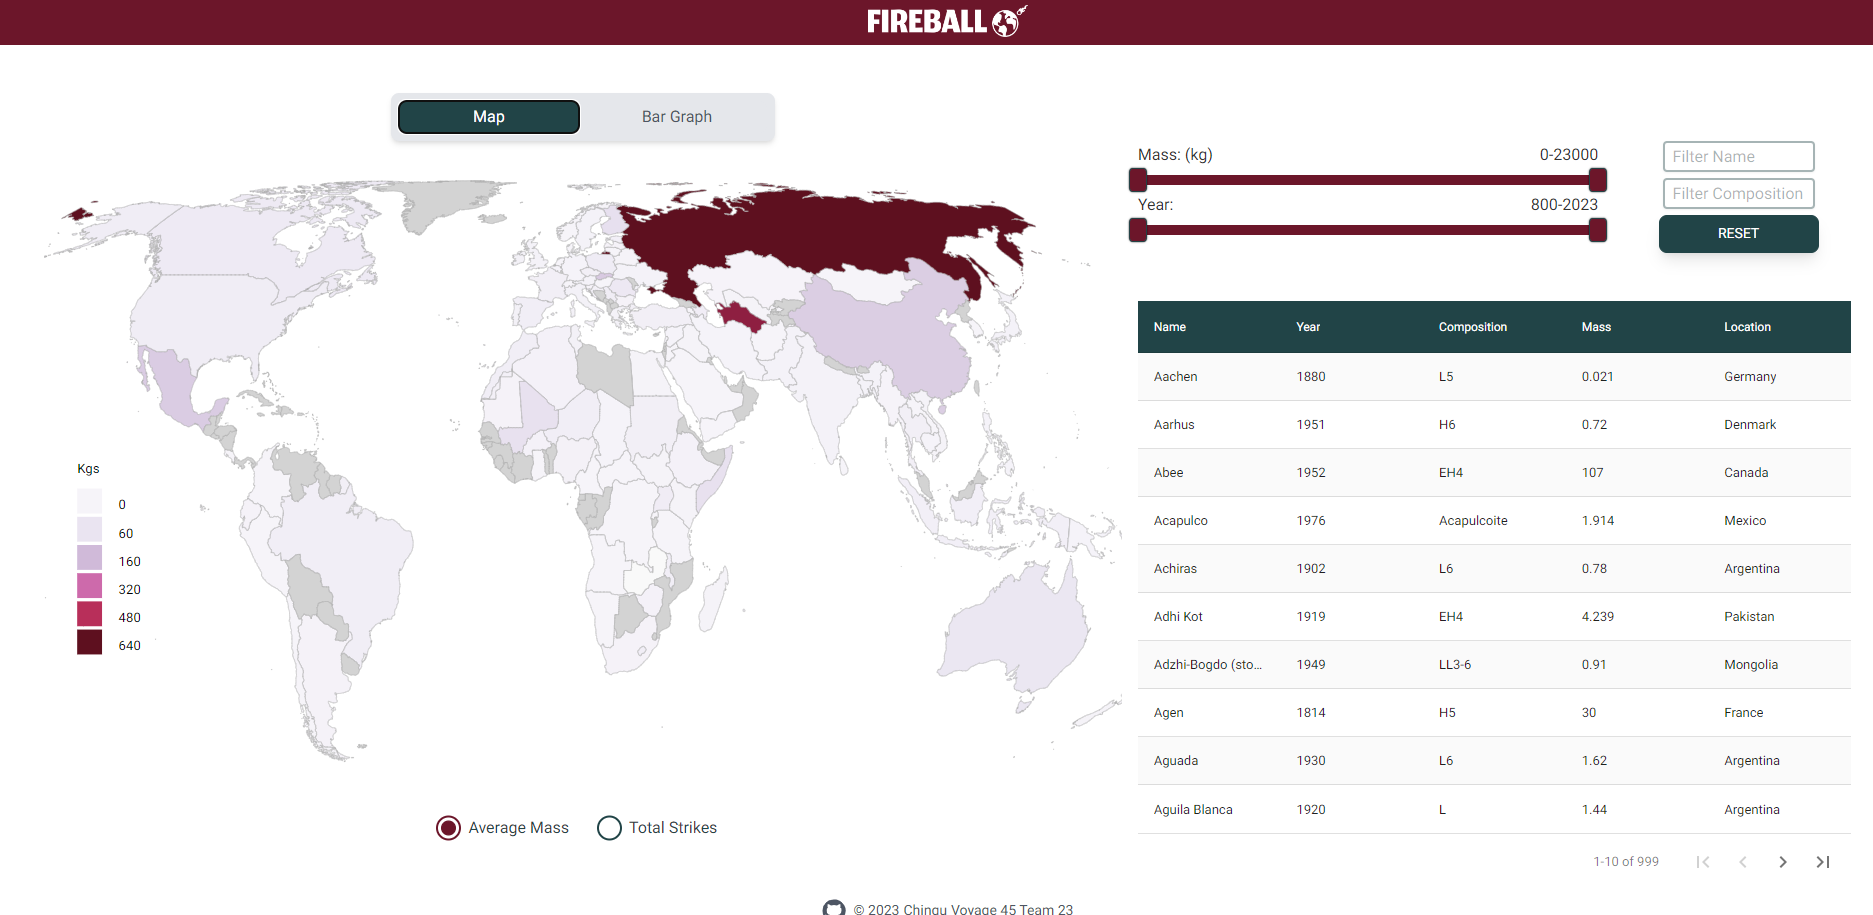 FIREBALL
Map
Bar Graph
Mass: (kg) 0-23000
Year: 800-2023
Filter Name
Filter Composition
RESET
Kgs
0
60
160
320
480
640
Average Mass
Total Strikes
Name Year Composition Mass Location
Aachen 1880 L5 0.021 Germany
Aarhus 1951 H6 0.72 Denmark
Abee 1952 EH4 107 Canada
Acapulco 1976 Acapulcoite 1.914 Mexico
Achiras 1902 L6 0.78 Argentina
Adhi Kot 1919 EH4 4.239 Pakistan
Adzhi-Bogdo (sto... 1949 LL3-6 0.91 Mongolia
Agen 1814 H5 30 France
Aguada 1930 L6 1.62 Argentina
Aguila Blanca 1920 L 1.44 Argentina
1-10 of 999
© 2023 Chingu Voyage 45 Team 23